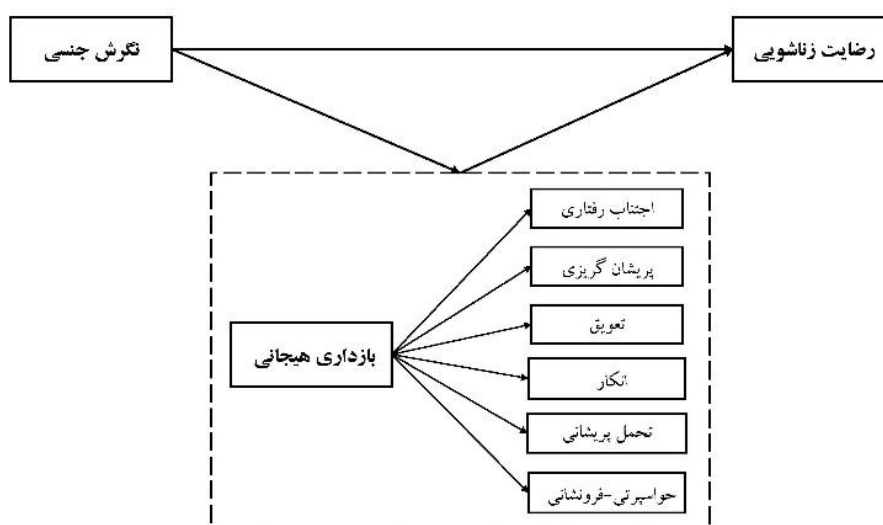 نگرش جنسی
رضایت زناشویی
اجتناب رفتاری
پریشان گریزی
تعویق
بازداری هیجانی
انکار
تحمل پریشانی
حواسپرتی-فرونشانی